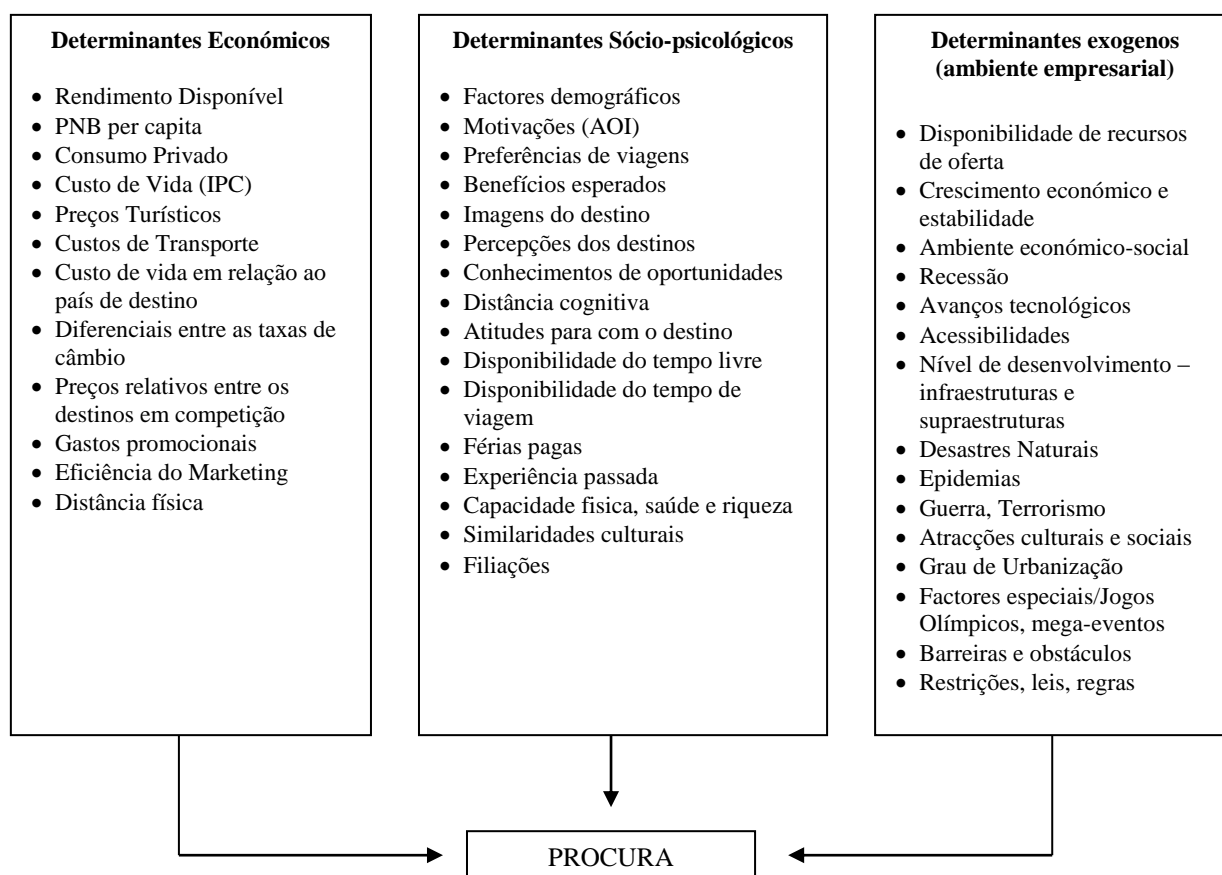 Determinantes Económicos
• Rendimento Disponível
• PNB per capita
• Consumo Privado
• Custo de Vida (IPC)
• Preços Turísticos
• Custos de Transporte
• Custo de vida em relação ao
país de destino
• Diferenciais entre as taxas de
câmbio
• Preços relativos entre os
destinos em competição
• Gastos promocionais
• Eficiência do Marketing
• Distância física
Determinantes Sócio-psicológicos
• Factores demográficos
• Motivações (AOI)
• Preferências de viagens
• Benefícios esperados
• Imagens do destino
• Percepções dos destinos
• Conhecimentos de oportunidades
• Distância cognitiva
• Atitudes para com o destino
• Disponibilidade do tempo livre
• Disponibilidade do tempo de
viagem
• Férias pagas
• Experiência passada
• Capacidade fisica, saúde e riqueza
• Similaridades culturais
• Filiações
Determinantes exogenos
(ambiente empresarial)
• Disponibilidade de recursos
de oferta
• Crescimento económico e
estabilidade
• Ambiente económico-social
• Recessão
• Avanços tecnológicos
• Acessibilidades
• Nível de desenvolvimento –
infraestruturas e
supraestruturas
• Desastres Naturais
• Epidemias
• Guerra, Terrorismo
• Atracções culturais e sociais
• Grau de Urbanização
• Factores especiais/Jogos
Olímpicos, mega-eventos
• Barreiras e obstáculos
• Restrições, leis, regras
PROCURA